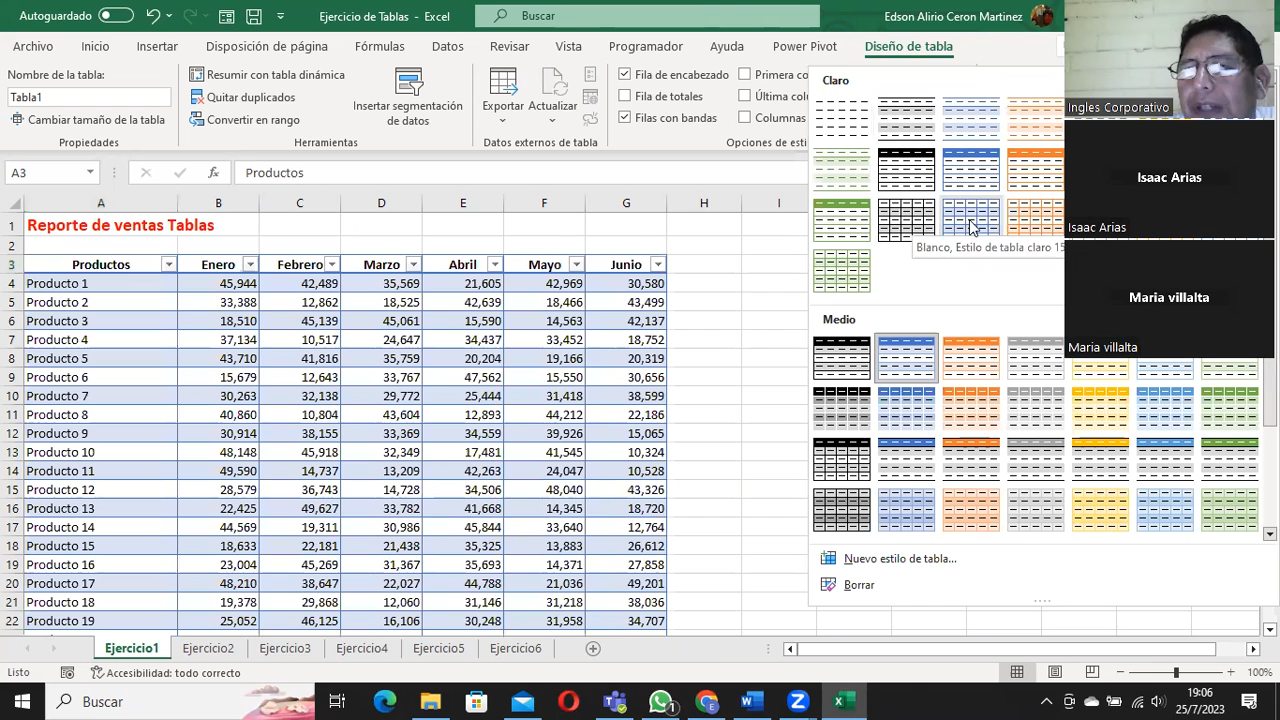 Autoguardado
Ejercicio de Tablas - Excel
Buscar
Edson Alirio Ceron Martinez
Archivo Inicio Insertar Disposición de página Fórmulas Datos Revisar Vista Programador Ayuda Power Pivot Diseño de tabla
Nombre de la tabla:
Tabla1
Cambiar tamaño de la tabla
Propiedades
Resumir con tabla dinámica
Quitar duplicados
Convertir en rango
Herramientas
Insertar segmentación
de datos
Exportar Actualizar
Datos externos de tabla
Fila de encabezado
Fila de totales
Filas con bandas
Primera co
Última colu
Columnas
Opciones de esti
Claro
Blanco, Estilo de tabla claro 15
Medio
Nuevo estilo de tabla...
Borrar
Ingles Corporativo
Isaac Arias
Isaac Arias
Maria villalta
Maria villalta
A3 fx Productos
A B C D E F G H I
1 Reporte de ventas Tablas
2
3 Productos Enero Febrero Marzo Abril Mayo Junio
4 Producto 1 45,944 42,489 35,569 21,605 42,969 30,580
5 Producto 2 33,388 12,862 18,525 42,639 18,466 43,499
6 Producto 3 18,510 45,139 45,061 15,590 14,563 42,137
7 Producto 4 37,134 10,517 24,647 34,437 33,452 18,752
8 Producto 5 43,710 41,816 35,759 20,204 19,166 20,319
9 Producto 6 15,679 12,643 33,767 47,562 15,550 30,656
10 Producto 7 30,263 32,138 29,772 25,444 31,418 38,599
11 Producto 8 40,860 10,804 43,604 12,893 44,212 22,186
12 Producto 9 30,914 38,155 33,369 34,559 39,926 15,065
13 Producto 10 48,148 45,918 32,349 17,481 41,545 10,324
14 Producto 11 49,590 14,737 13,209 42,263 24,047 10,528
15 Producto 12 28,579 36,743 14,728 34,506 48,040 43,326
16 Producto 13 22,425 49,627 33,782 41,668 14,345 18,720
17 Producto 14 44,569 19,311 30,986 45,844 33,640 12,764
18 Producto 15 18,633 22,181 21,438 35,325 13,883 26,612
19 Producto 16 23,004 45,269 31,367 35,693 14,371 27,858
20 Producto 17 48,210 38,647 22,027 44,788 21,036 49,201
21 Producto 18 19,378 29,868 12,060 31,146 31,218 38,036
22 Producto 19 25,052 46,125 16,106 30,248 31,958 34,707
Ejercicio1 Ejercicio2 Ejercicio3 Ejercicio4 Ejercicio5 Ejercicio6
Listo Accesibilidad: todo correcto 100%
Buscar
1
19:06
25/7/2023